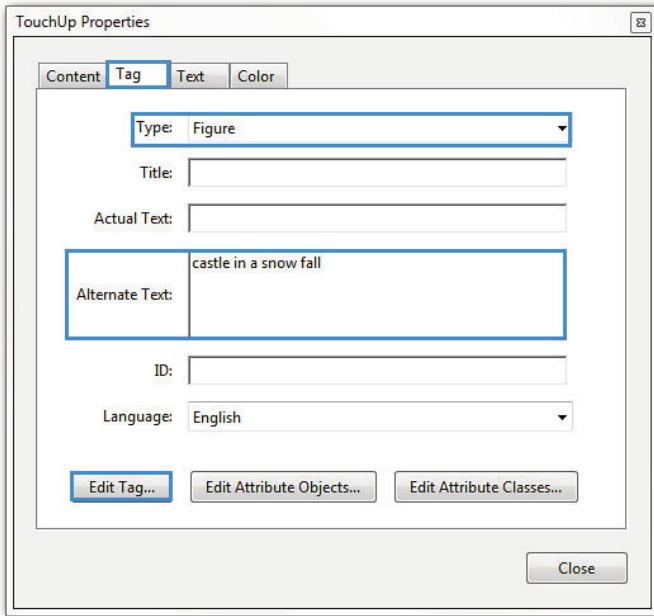 TouchUp Properties
Content Tag Text Color
Type: Figure
Title:
Actual Text:
castle in a snow fall
Alternate Text:
ID:
Language: English
Edit Tag... Edit Attribute Objects... Edit Attribute Classes...
Close